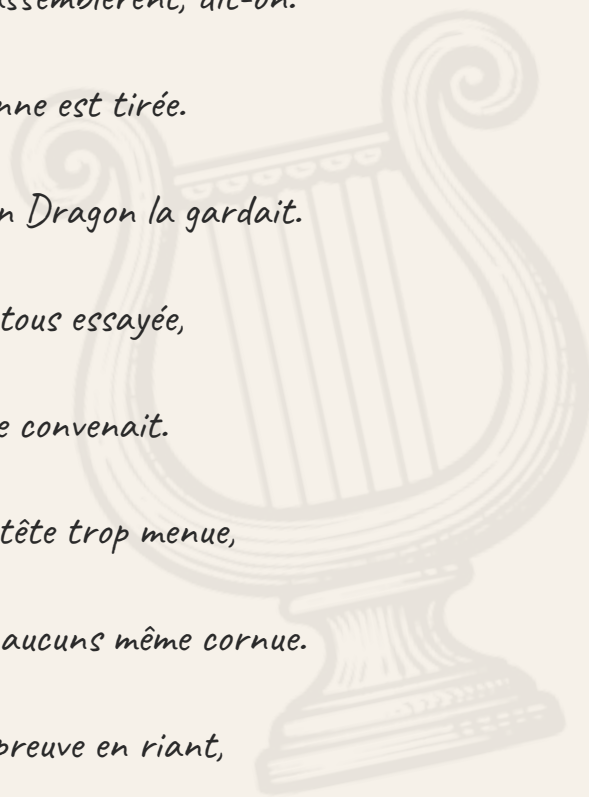 assemblèrent, dit-on.
nne est tirée.
n Dragon la gardait.
tous essayée,
e convenait.
tête trop menue,
aucuns même cornue.
preuve en riant,